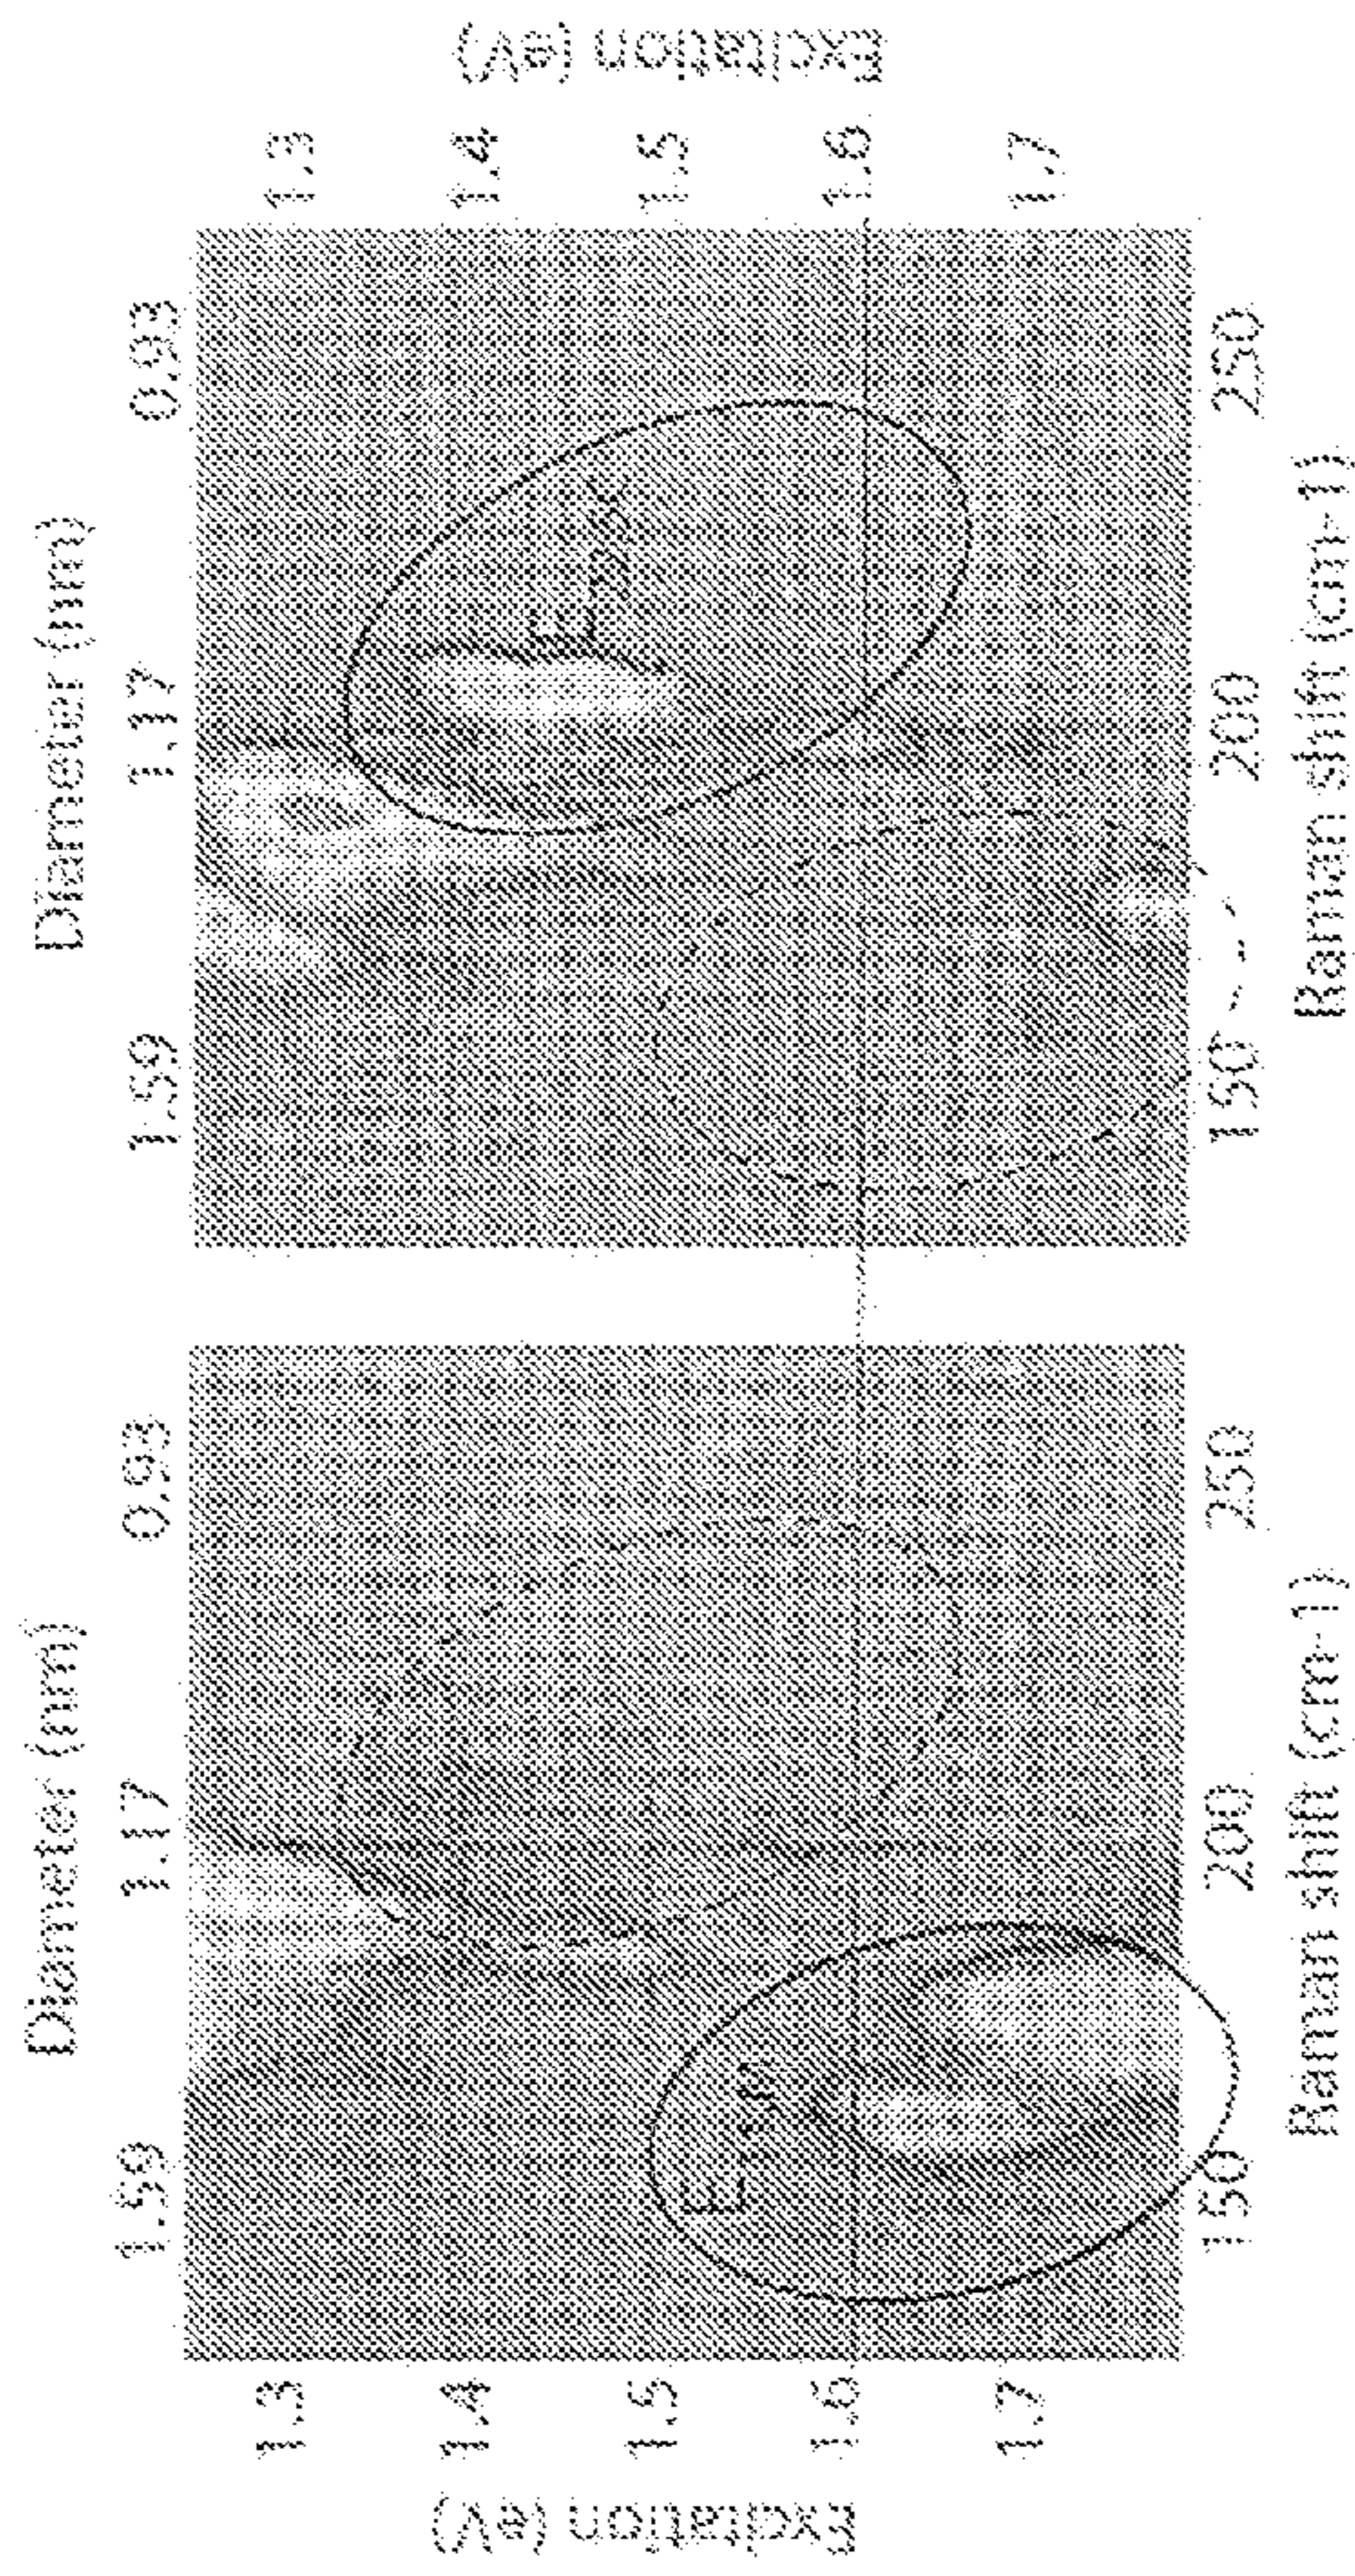 Diameter (nm)
1.59 1.17 0.93
Excitation (eV)
1.3
1.4
1.5
1.6
1.7
150 200 250
Raman shift (cm-1)
Diameter (nm)
1.59 1.17 0.93
1.3
1.4
1.5
1.6
1.7
Excitation (eV)
150 200 250
Raman shift (cm-1)